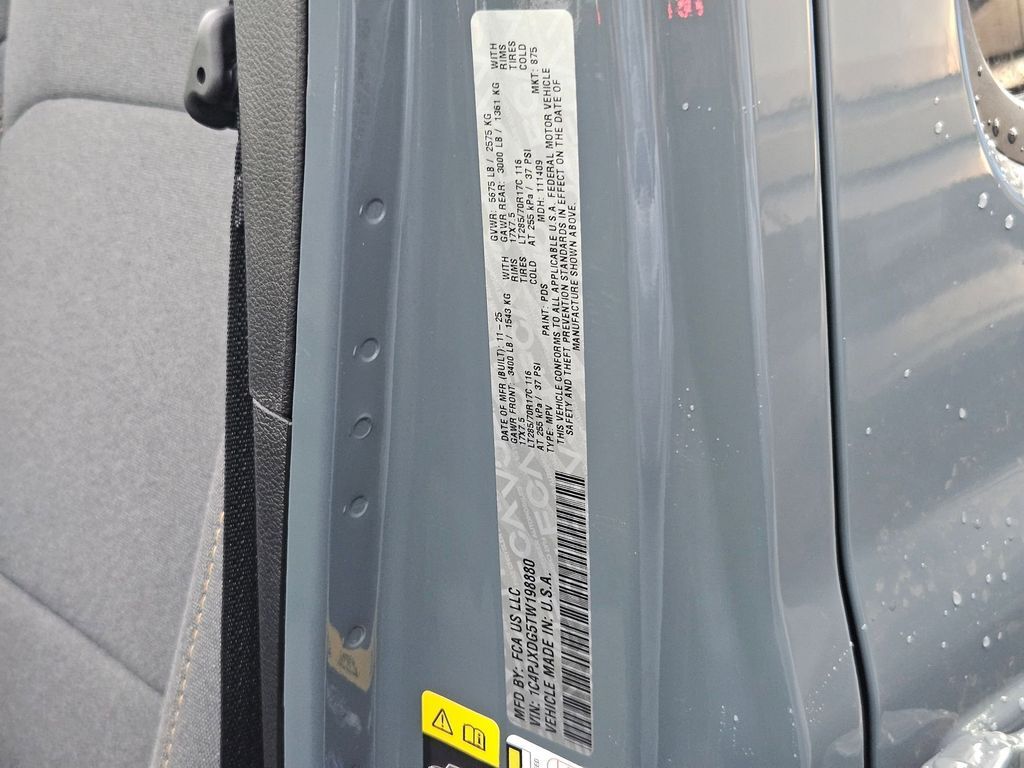 MFD BY: FCA US LLC
VIN: 1C4PJXDG5TW198880
VEHICLE MADE IN: U.S.A.
DATE OF MFR (BUILT): 11-25 GVWR: 5675 LB / 2575 KG
GAWR FRONT: 3400 LB / 1543 KG WITH GAWR REAR: 3000 LB / 1361 KG WITH
17X7.5 RIMS 17X7.5 RIMS
LT285/70R17C 116 TIRES LT285/70R17C 116 TIRES
AT 255 kPa / 37 PSI COLD AT 255 kPa / 37 PSI COLD
TYPE: MPV PAINT: PDS MDH: 111409 MKT: 875
THIS VEHICLE CONFORMS TO ALL APPLICABLE U.S.A. FEDERAL MOTOR VEHICLE
SAFETY AND THEFT PREVENTION STANDARDS IN EFFECT ON THE DATE OF
MANUFACTURE SHOWN ABOVE.